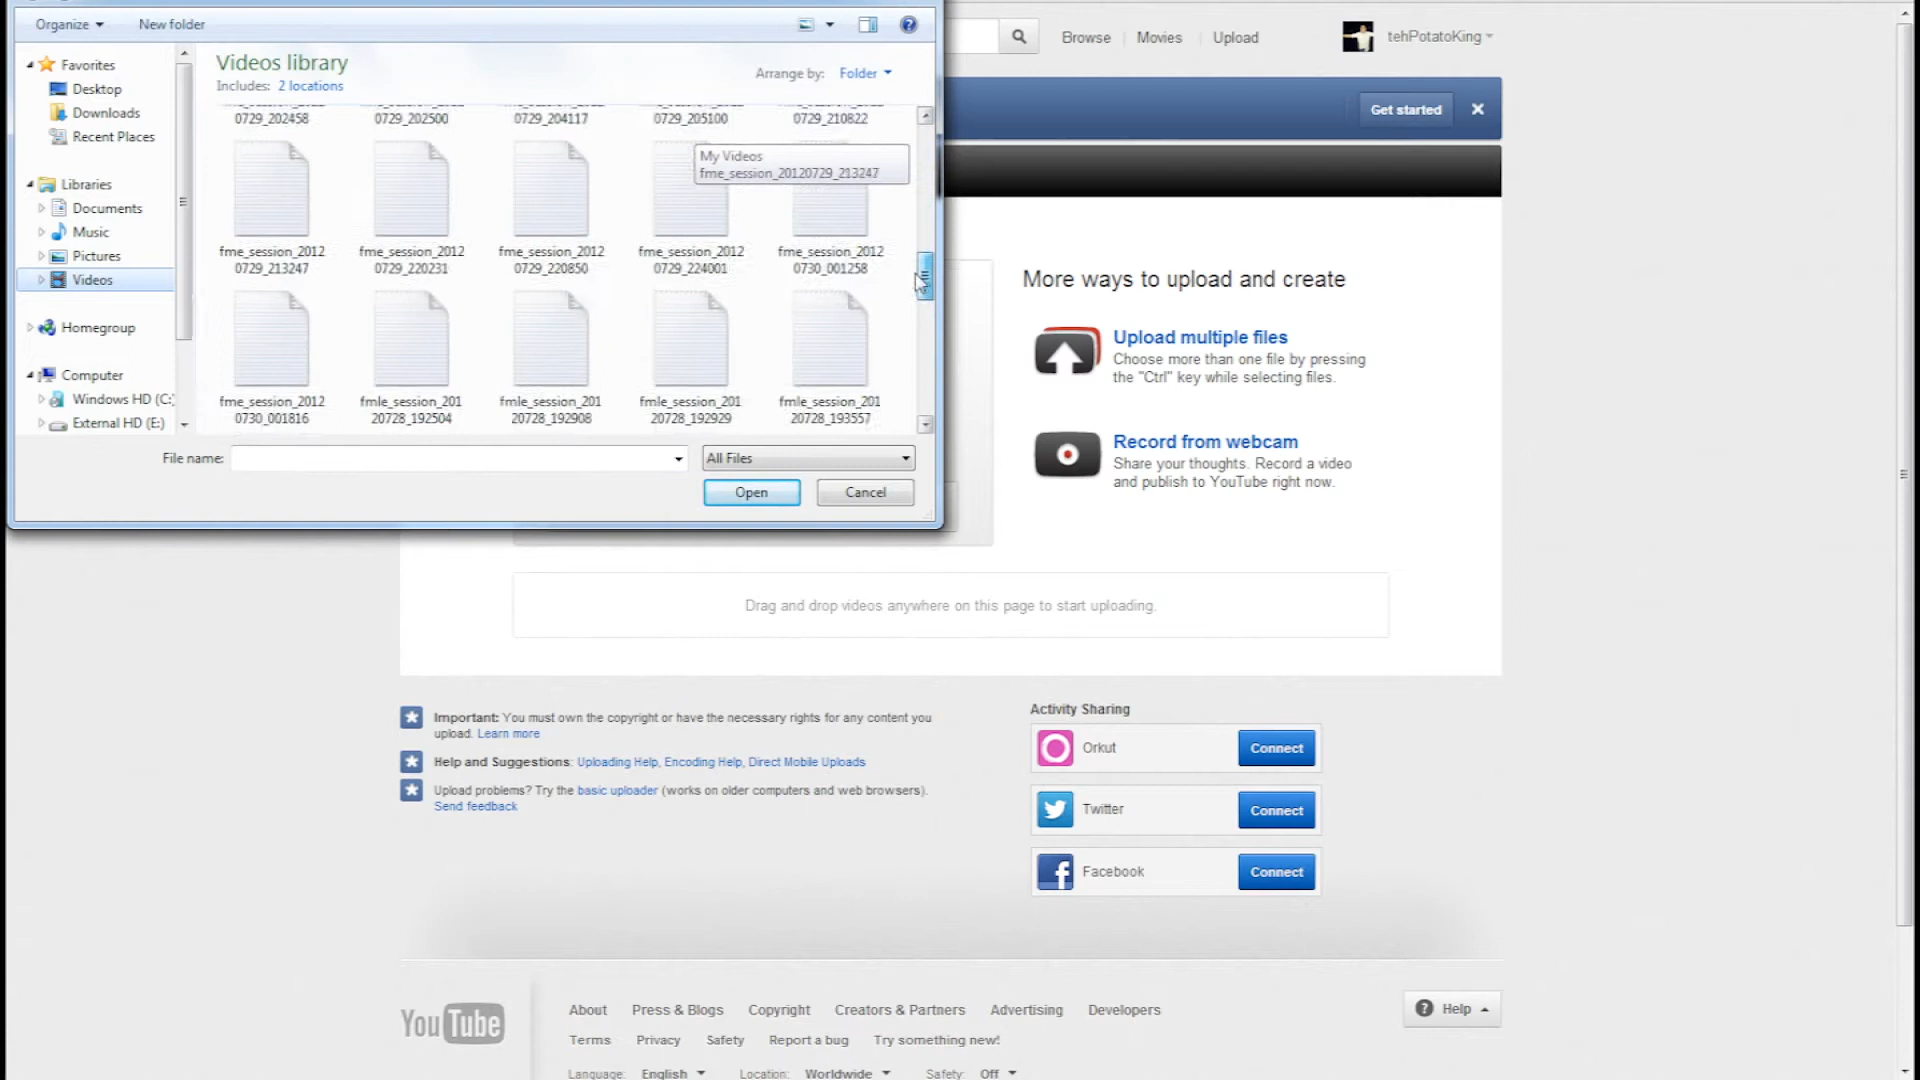 Organize
New folder
Browse
Movies
Upload
tehPotatoKing
Favorites
Desktop
Downloads
Recent Places
Libraries
Documents
Music
Pictures
Videos
Homegroup
Computer
Windows HD (C:
External HD (E:)
Videos library
Includes: 2 locations
Arrange by: Folder
0729_202458
0729_202500
0729_204117
0729_205100
0729_210822
My Videos
fme_session_20120729_213247
fme_session_2012
0729_213247
fme_session_2012
0729_220231
fme_session_2012
0729_220850
fme_session_2012
0729_224001
fme_session_2012
0730_001258
fme_session_2012
0730_001816
fmle_session_201
20728_192504
fmle_session_201
20728_192908
fmle_session_201
20728_192929
fmle_session_201
20728_193557
File name:
All Files
Open
Cancel
Get started
More ways to upload and create
Upload multiple files
Choose more than one file by pressing
the "Ctrl" key while selecting files.
Record from webcam
Share your thoughts. Record a video
and publish to YouTube right now.
Drag and drop videos anywhere on this page to start uploading.
Important: You must own the copyright or have the necessary rights for any content you
upload. Learn more
Help and Suggestions: Uploading Help, Encoding Help, Direct Mobile Uploads
Upload problems? Try the basic uploader (works on older computers and web browsers).
Send feedback
Activity Sharing
Orkut
Connect
Twitter
Connect
Facebook
Connect
YouTube
About
Press & Blogs
Copyright
Creators & Partners
Advertising
Developers
Help
Terms
Privacy
Safety
Report a bug
Try something new!
Language: English
Location: Worldwide
Safety: Off